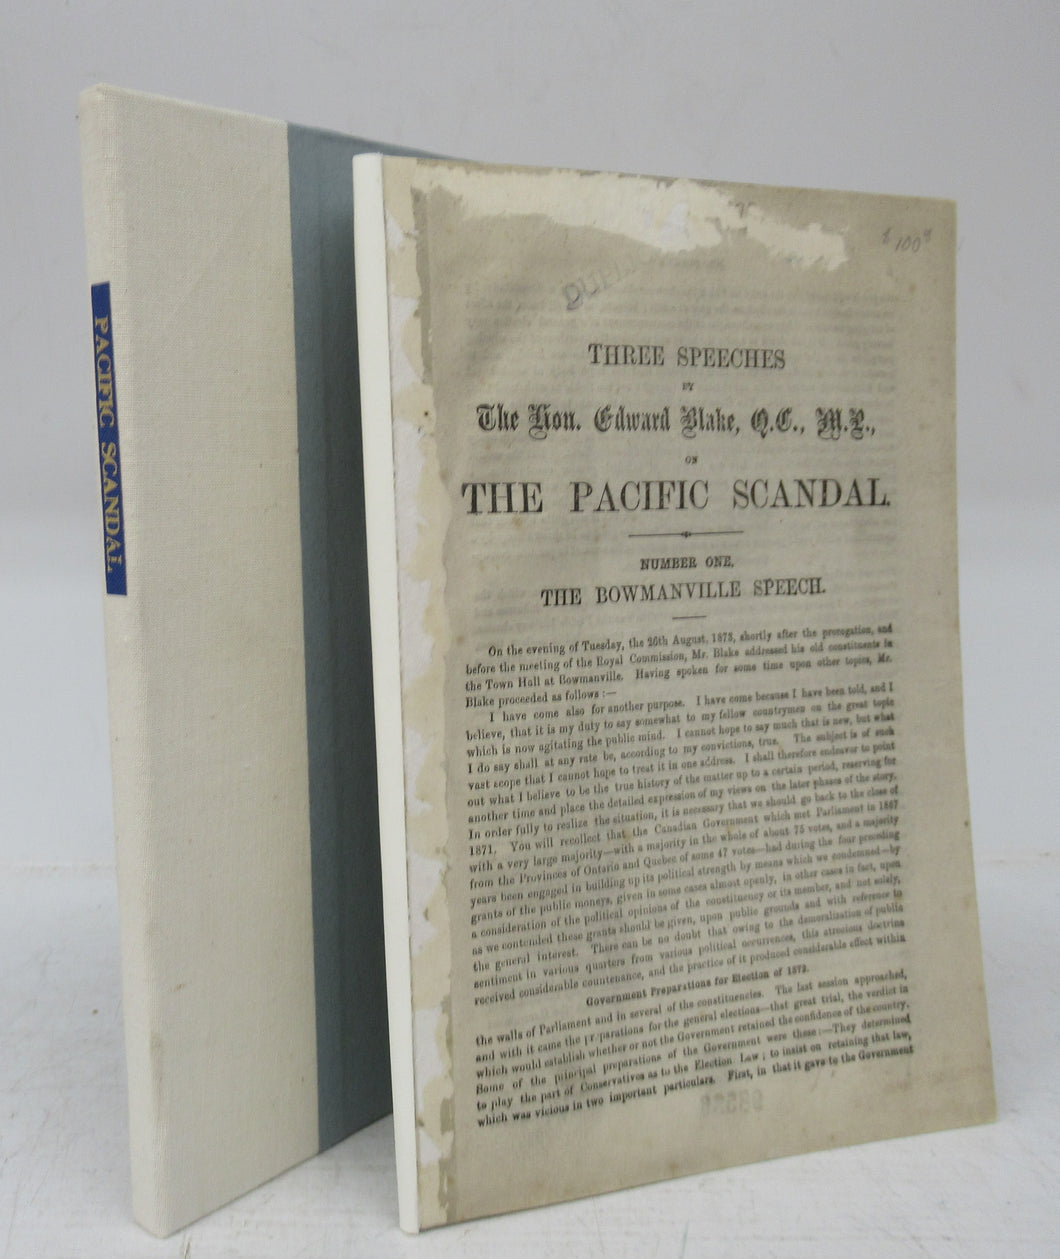 PACIFIC SCANDAL
$ 100
DUPLI
THREE SPEECHES
BY
The Hon. Edward Blake, Q.C., M.P.,
ON
THE PACIFIC SCANDAL.
NUMBER ONE.
THE BOWMANVILLE SPEECH.
On the evening of Tuesday, the 26th August, 1873, shortly after the prorogation, and
before the meeting of the Royal Commission, Mr. Blake addressed his old constituents in
the Town Hall at Bowmanville. Having spoken for some time upon other topics, Mr.
Blake proceeded as follows :—
I have come also for another purpose. I have come because I have been told, and I
believe, that it is my duty to say somewhat to my fellow countrymen on the great topic
which is now agitating the public mind. I cannot hope to say much that is new, but what
I do say shall at any rate be, according to my convictions, true. The subject is of such
vast scope that I cannot hope to treat it in one address. I shall therefore endeavor to point
out what I believe to be the true history of the matter up to a certain period, reserving for
another time and place the detailed expression of my views on the later phases of the story.
In order fully to realize the situation, it is necessary that we should go back to the close of
1871. You will recollect that the Canadian Government which met Parliament in 1867
with a very large majority—with a majority in the whole of about 75 votes, and a majority
from the Provinces of Ontario and Quebec of some 47 votes—had during the four preceding
years been engaged in building up its political strength by means which we condemned—by
grants of the public moneys, given in some cases almost openly, in other cases in fact, upon
a consideration of the political opinions of the constituency or its member, and not solely,
as we contended these grants should be given, upon public grounds and with reference to
the general interest. There can be no doubt that owing to the demoralization of public
sentiment in various quarters from various political occurrences, this atrocious doctrine
received considerable countenance, and the practice of it produced considerable effect within
Government Preparations for Election of 1872.
the walls of Parliament and in several of the constituencies. The last session approached,
and with it came the preparations for the general elections—that great trial, the verdict in
which would establish whether or not the Government retained the confidence of the country.
Some of the principal preparations of the Government were these :—They determined
to play the part of Conservatives as to the Election Law ; to insist on retaining that law,
which was vicious in two important particulars. First, in that it gave to the Government